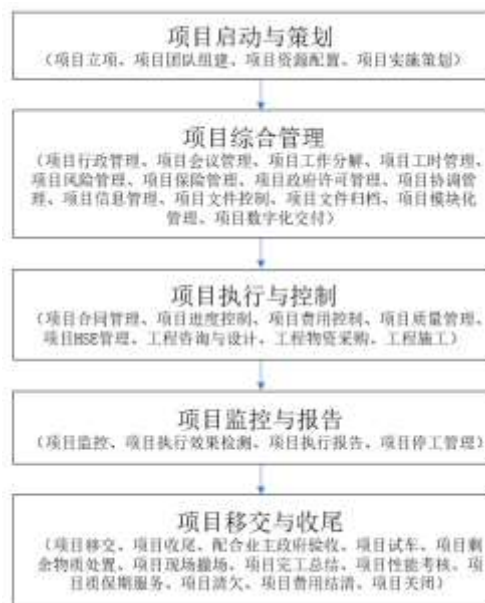 项目启动与策划
（项目立项、项目团队组建、项目资源配置、项目实施策划）
项目综合管理
（项目行政管理、项目会议管理、项目工作分解、项目工时管理、
项目风险管理、项目保险管理、项目政府许可管理、项目协调管
理、项目信息管理、项目文件控制、项目文件归档、项目模块化
管理、项目数字化交付）
项目执行与控制
（项目合同管理、项目进度控制、项目费用控制、项目质量管理、
项目HSE管理、工程咨询与设计、工程物资采购、工程施工）
项目监控与报告
（项目监控、项目执行效果检测、项目执行报告、项目停工管理）
项目移交与收尾
（项目移交、项目收尾、配合业主政府验收、项目试车、项目剩
余物质处置、项目现场撤场、项目完工总结、项目性能考核、项
目质保期服务、项目清欠、项目费用结清、项目关闭）